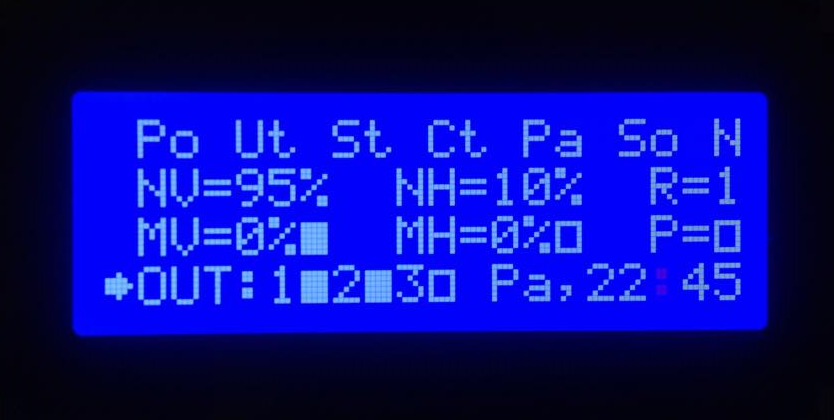 Po Ut St Ct Pa So N
NV=95% NH=10% R=1
MV=0%■ MH=0%□ P=□
➧OUT:1■2■3□ Pa,22:45